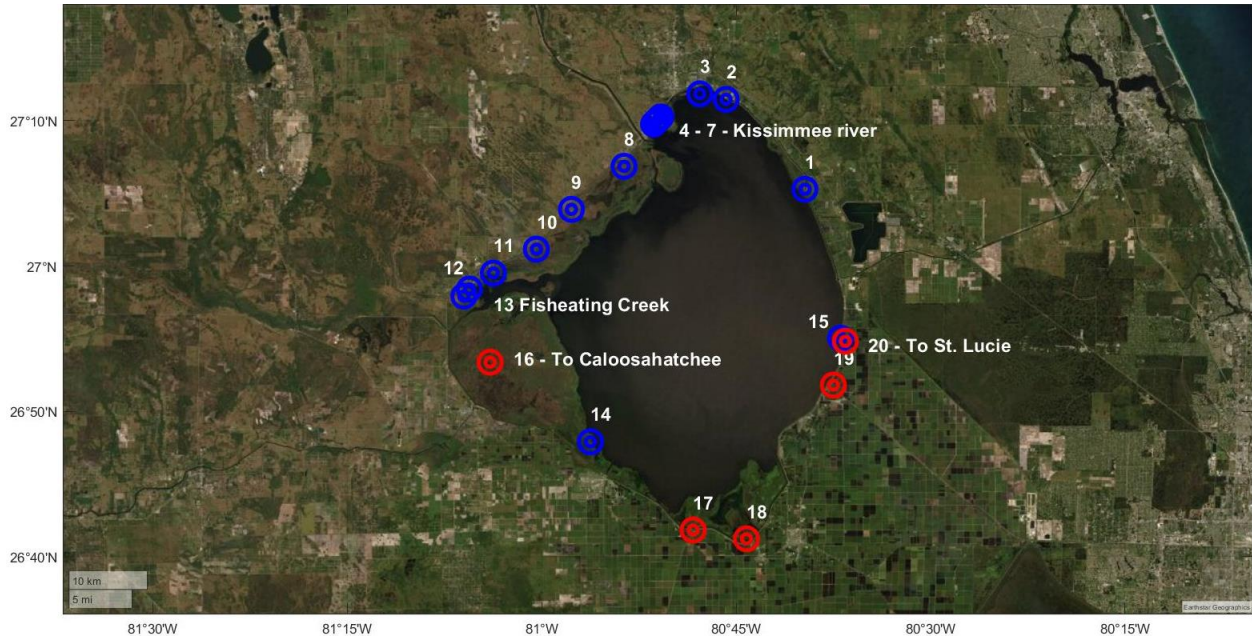 3 2
27°10'N
4 - 7 - Kissimmee river
8
1
9
10
11
27°N
12
13 Fisheating Creek
15
20 - To St. Lucie
16 - To Caloosahatchee
19
26°50'N
14
17
18
26°40'N
10 km
5 mi
Earthstar Geographics
81°30'W 81°15'W 81°W 80°45'W 80°30'W 80°15'W